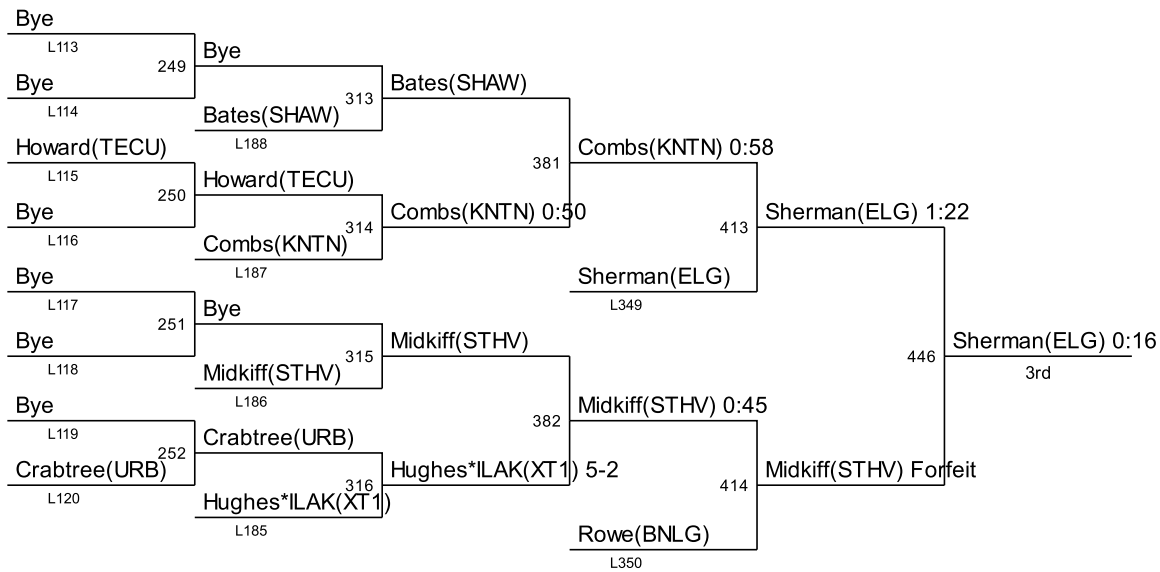 Bye
L113
249
Bye
Bye
L114
313
Bates(SHAW)
Bates(SHAW)
L188
Howard(TECU)
L115
250
Howard(TECU)
Bye
L116
314
Combs(KNTN) 0:50
Combs(KNTN)
L187
381
Combs(KNTN) 0:58
413
Sherman(ELG) 1:22
Sherman(ELG)
L349
Bye
L117
251
Bye
Bye
L118
315
Midkiff(STHV)
Midkiff(STHV)
L186
Bye
L119
252
Crabtree(URB)
Crabtree(URB)
L120
316
Hughes*ILAK(XT1) 5-2
Hughes*ILAK(XT1)
L185
382
Midkiff(STHV) 0:45
414
Midkiff(STHV) Forfeit
Rowe(BNLG)
L350
446
Sherman(ELG) 0:16
3rd